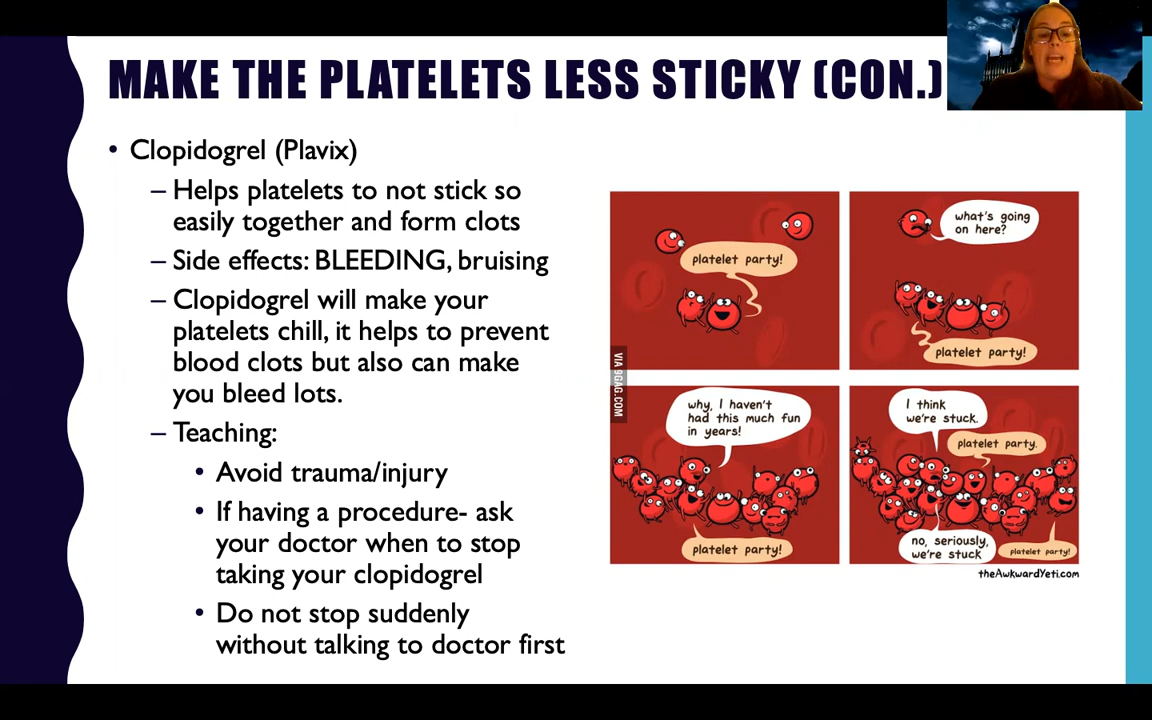 MAKE THE PLATELETS LESS STICKY (CON.)
• Clopidogrel (Plavix)
– Helps platelets to not stick so
easily together and form clots
– Side effects: BLEEDING, bruising
– Clopidogrel will make your
platelets chill, it helps to prevent
blood clots but also can make
you bleed lots.
– Teaching:
• Avoid trauma/injury
• If having a procedure- ask
your doctor when to stop
taking your clopidogrel
• Do not stop suddenly
without talking to doctor first
platelet party!
what's going
on here?
platelet party!
VIA 9GAG.COM
why, I haven't
had this much fun
in years!
platelet party!
I think
we're stuck.
platelet party.
no, seriously,
we're stuck
platelet party!
theAwkwardYeti.com